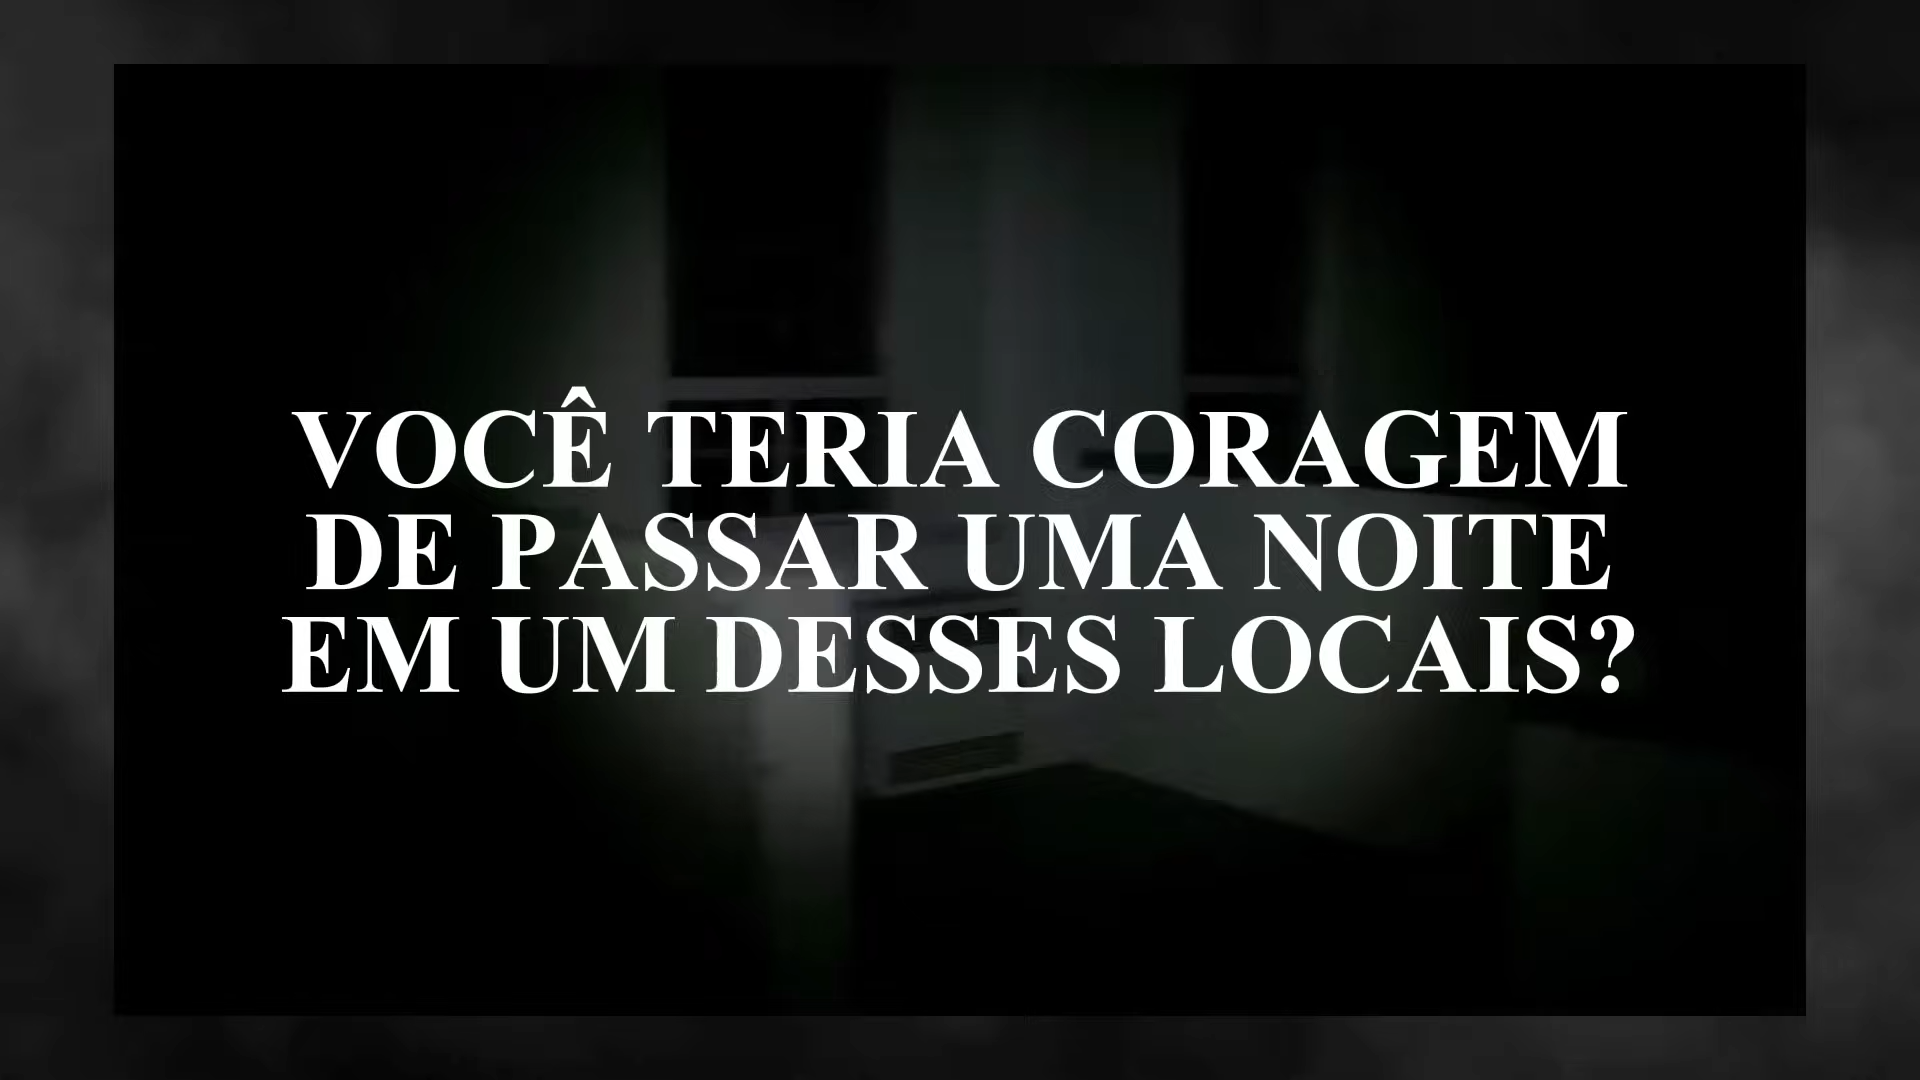 VOCÊ TERIA CORAGEM
DE PASSAR UMA NOITE
EM UM DESSES LOCAIS?